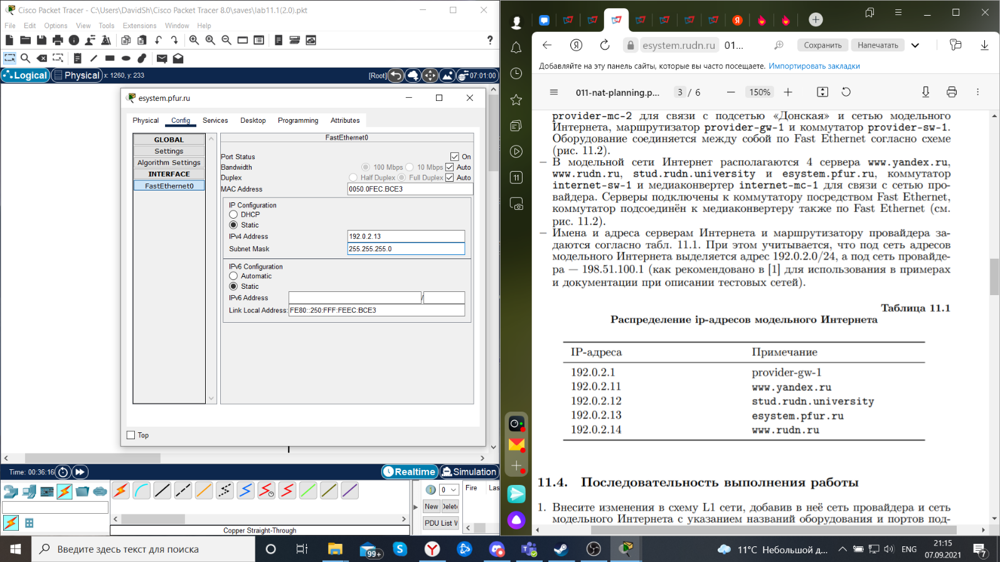 Cisco Packet Tracer - C:\Users\DavidSh\Cisco Packet Tracer 8.0\saves\lab11.1(2.0).pkt
File Edit Options View Tools Extensions Window Help
?
Logical Physical x: 1260, y: 233 [Root] 07:01:00
esystem.pfur.ru
Physical Config Services Desktop Programming Attributes
GLOBAL
Settings
Algorithm Settings
INTERFACE
FastEthernet0
FastEthernet0
Port Status On
Bandwidth 100 Mbps 10 Mbps Auto
Duplex Half Duplex Full Duplex Auto
MAC Address 0050.0FEC.BCE3
IP Configuration
DHCP
Static
IPv4 Address 192.0.2.13
Subnet Mask 255.255.255.0
IPv6 Configuration
Automatic
Static
IPv6 Address /
Link Local Address: FE80::250:FFF:FEEC:BCE3
Top
Time: 00:36:16 Realtime Simulation
0 Fire Las
New Delete
PDU List W
Copper Straight-Through
esystem.rudn.ru 01... Сохранить Напечатать
Добавляйте на эту панель сайты, которые вы часто посещаете. Импортировать закладки
011-nat-planning.p... 3 / 6 — 150% +
11
provider-mc-2 для связи с подсетью «Донская» и сетью модельного
Интернета, маршрутизатор provider-gw-1 и коммутатор provider-sw-1.
Оборудование соединяется между собой по Fast Ethernet согласно схеме
(рис. 11.2).
– В модельной сети Интернет располагаются 4 сервера www.yandex.ru,
www.rudn.ru, stud.rudn.university и esystem.pfur.ru, коммутатор
internet-sw-1 и медиаконвертер internet-mc-1 для связи с сетью про-
вайдера. Серверы подключены к коммутатору посредством Fast Ethernet,
коммутатор подсоединён к медиаконвертеру также по Fast Ethernet (см.
рис. 11.2).
– Имена и адреса серверам Интернета и маршрутизатору провайдера за-
даются согласно табл. 11.1. При этом учитывается, что под сеть адресов
модельного Интернета выделяется адрес 192.0.2.0/24, а под сеть провайде-
ра — 198.51.100.1 (как рекомендовано в [1] для использования в примерах
и документации при описании тестовых сетей).
Таблица 11.1
Распределение ip-адресов модельного Интернета
IP-адреса Примечание
192.0.2.1 provider-gw-1
192.0.2.11 www.yandex.ru
192.0.2.12 stud.rudn.university
192.0.2.13 esystem.pfur.ru
192.0.2.14 www.rudn.ru
11.4. Последовательность выполнения работы
1. Внесите изменения в схему L1 сети, добавив в неё сеть провайдера и сеть
модельного Интернета с указанием названий оборудования и портов под-
Введите здесь текст для поиска
99+
11°C Небольшой д... ENG
21:15
07.09.2021
7